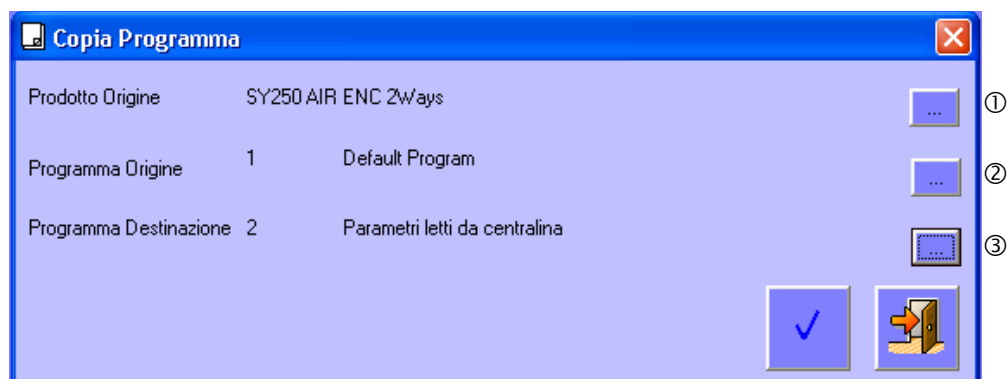 Copia Programma
Prodotto Origine SY250 AIR ENC 2Ways ... ①
Programma Origine 1 Default Program ... ②
Programma Destinazione 2 Parametri letti da centralina ... ③